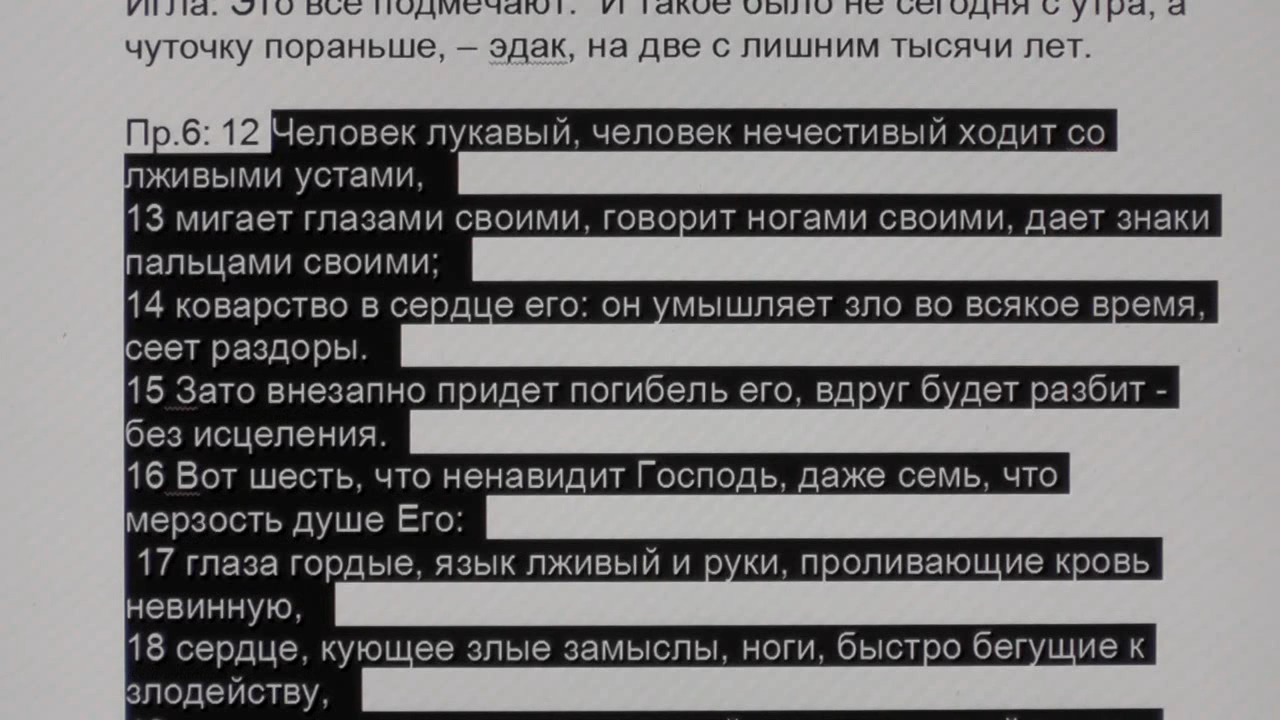 Игла. Это все подмечают. И такое было не сегодня с утра, а
чуточку пораньше, – эдак, на две с лишним тысячи лет.
Пр.6: 12 Человек лукавый, человек нечестивый ходит со
лживыми устами,
13 мигает глазами своими, говорит ногами своими, дает знаки
пальцами своими;
14 коварство в сердце его: он умышляет зло во всякое время,
сеет раздоры.
15 Зато внезапно придет погибель его, вдруг будет разбит -
без исцеления.
16 Вот шесть, что ненавидит Господь, даже семь, что
мерзость душе Его:
17 глаза гордые, язык лживый и руки, проливающие кровь
невинную,
18 сердце, кующее злые замыслы, ноги, быстро бегущие к
злодейству,